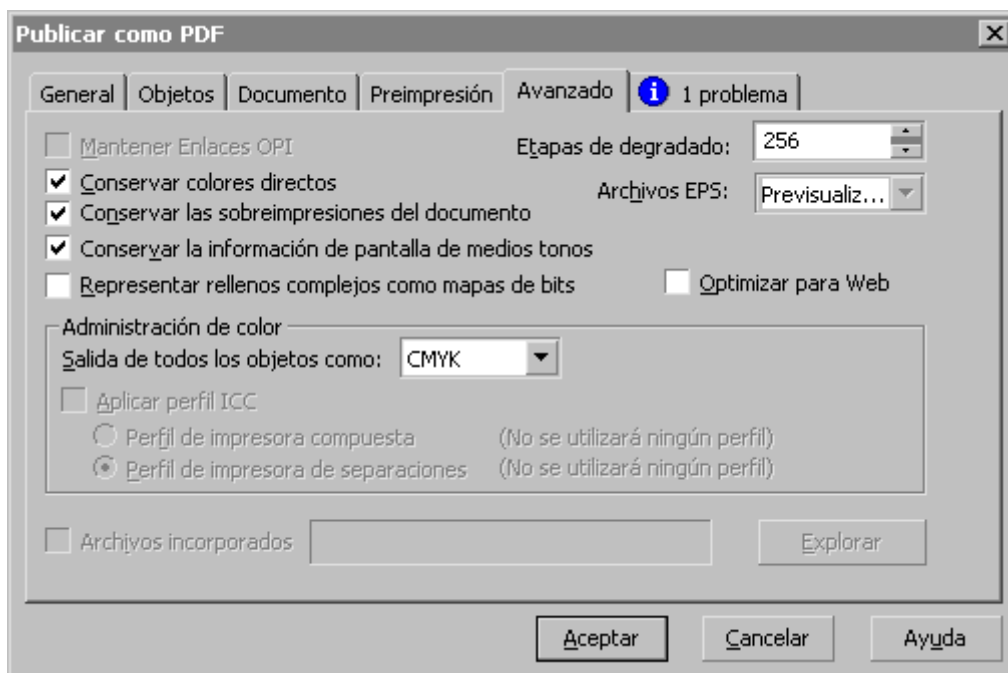 Publicar como PDF
General Objetos Documento Preimpresión Avanzado 1 problema
Mantener Enlaces OPI
Etapas de degradado: 256
Conservar colores directos
Archivos EPS: Previsualiz...
Conservar las sobreimpresiones del documento
Conservar la información de pantalla de medios tonos
Representar rellenos complejos como mapas de bits
Optimizar para Web
Administración de color
Salida de todos los objetos como: CMYK
Aplicar perfil ICC
Perfil de impresora compuesta (No se utilizará ningún perfil)
Perfil de impresora de separaciones (No se utilizará ningún perfil)
Archivos incorporados Explorar
Aceptar Cancelar Ayuda